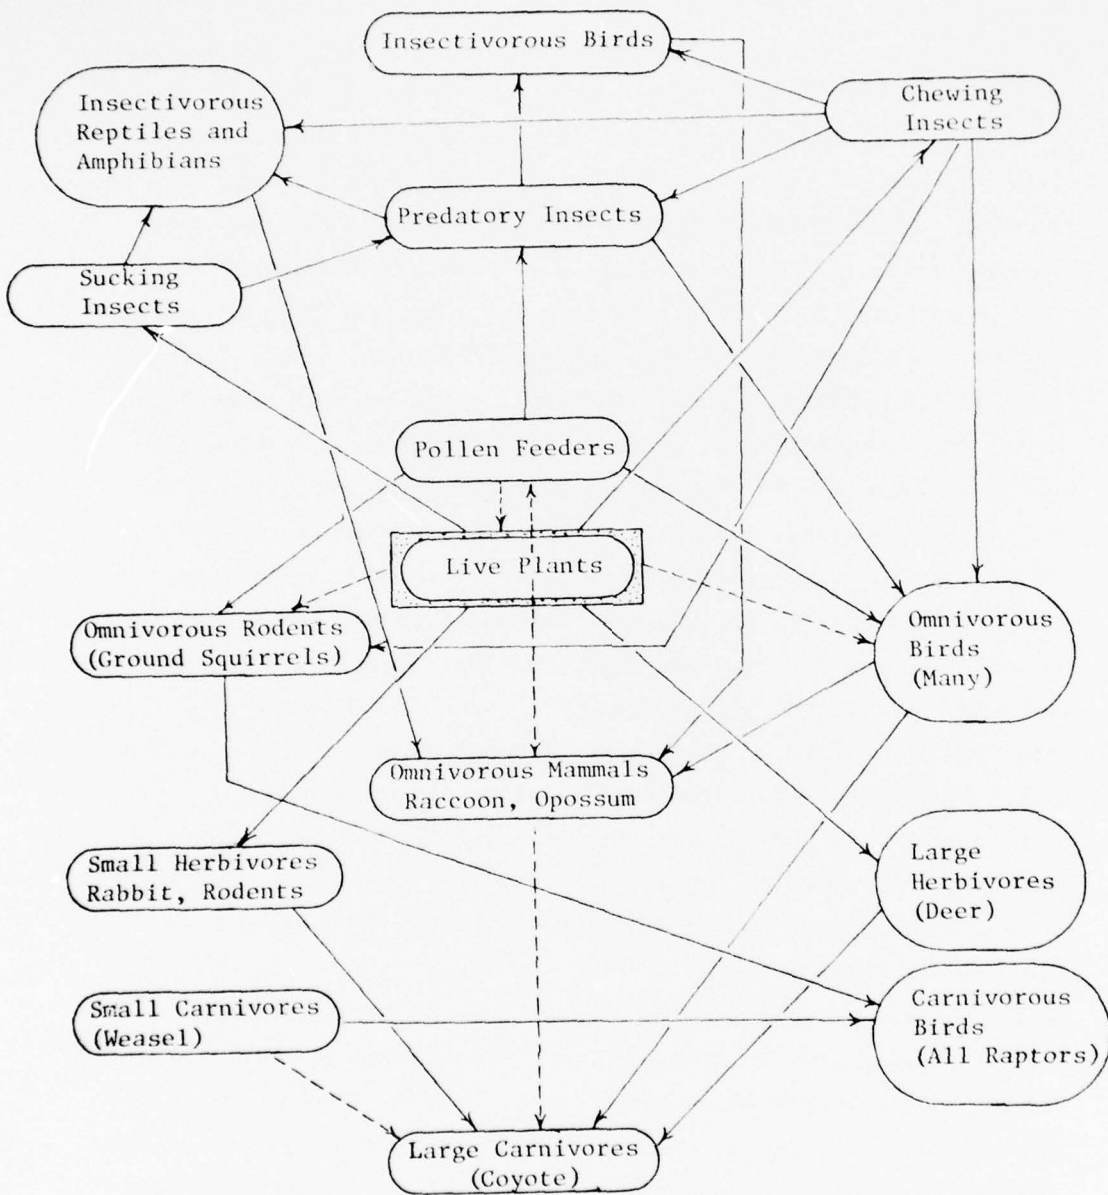 Insectivorous Birds
Insectivorous
Reptiles and
Amphibians
Chewing
Insects
Predatory Insects
Sucking
Insects
Pollen Feeders
Live Plants
Omnivorous Rodents
(Ground Squirrels)
Omnivorous
Birds
(Many)
Omnivorous Mammals
Raccoon, Opossum
Small Herbivores
Rabbit, Rodents
Large
Herbivores
(Deer)
Small Carnivores
(Weasel)
Carnivorous
Birds
(All Raptors)
Large Carnivores
(Coyote)